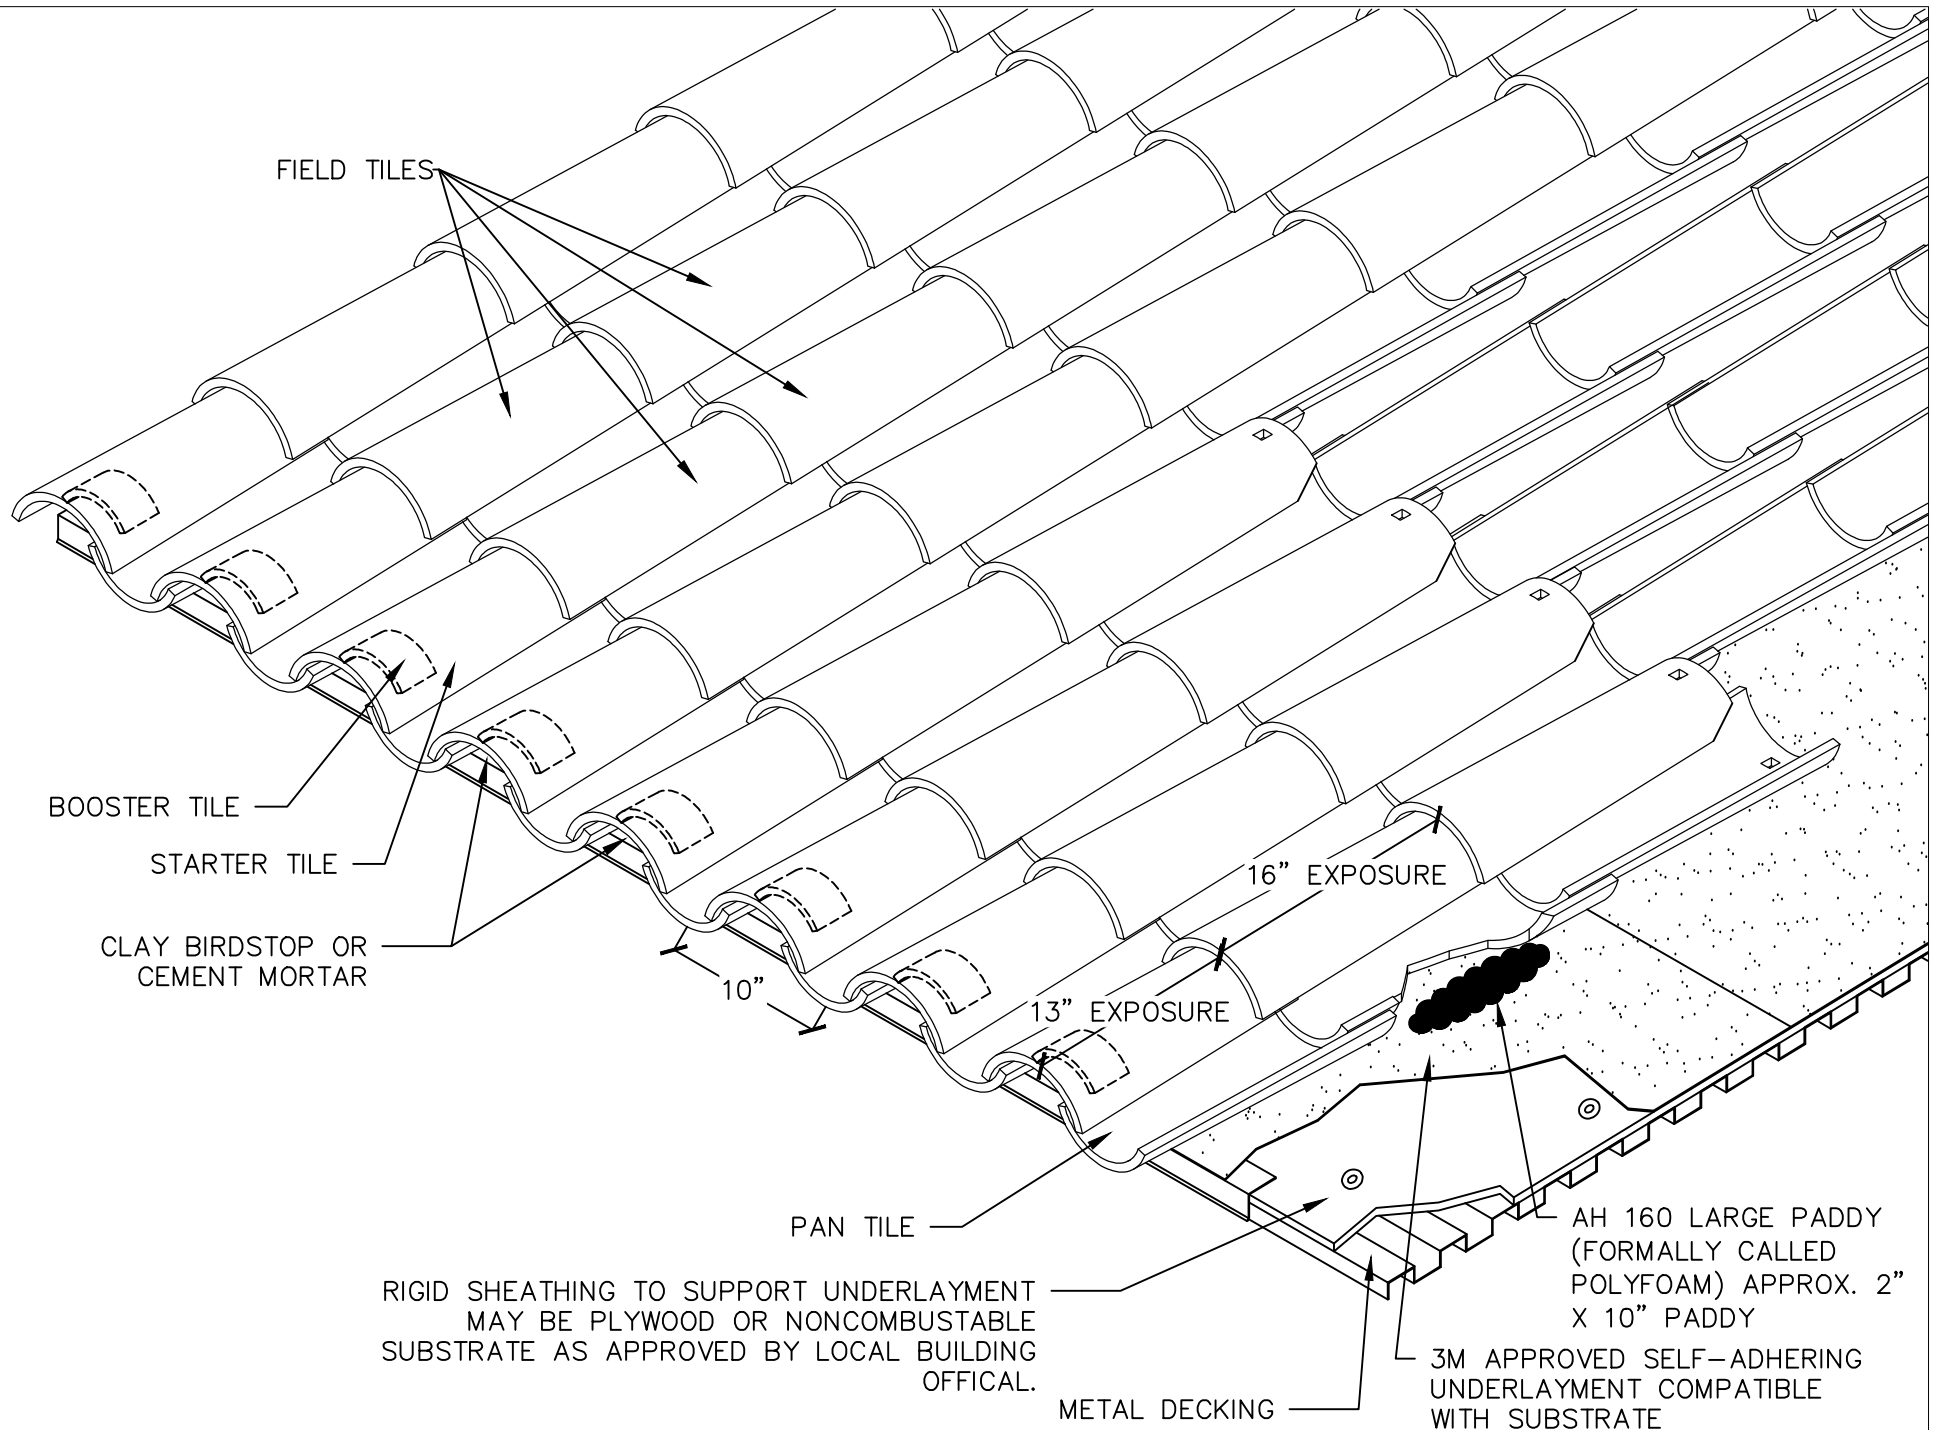 FIELD TILES
BOOSTER TILE
STARTER TILE
CLAY BIRDSTOP OR
CEMENT MORTAR
10”
16” EXPOSURE
13” EXPOSURE
PAN TILE
RIGID SHEATHING TO SUPPORT UNDERLAYMENT
MAY BE PLYWOOD OR NONCOMBUSTABLE
SUBSTRATE AS APPROVED BY LOCAL BUILDING
OFFICAL.
METAL DECKING
AH 160 LARGE PADDY
(FORMALLY CALLED
POLYFOAM) APPROX. 2”
X 10” PADDY
3M APPROVED SELF-ADHERING
UNDERLAYMENT COMPATIBLE
WITH SUBSTRATE